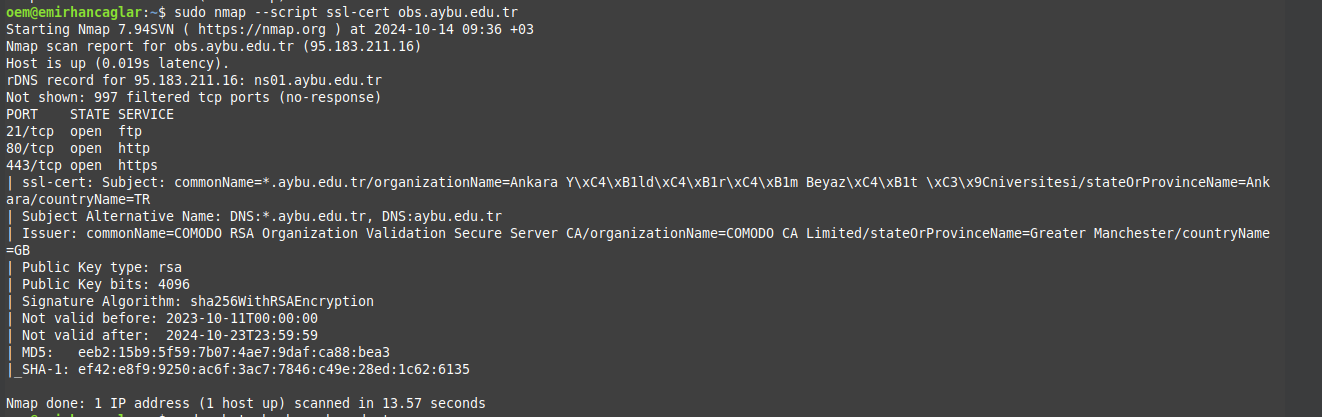 oem@emirhancaglar:~$ sudo nmap --script ssl-cert obs.aybu.edu.tr
Starting Nmap 7.94SVN ( https://nmap.org ) at 2024-10-14 09:36 +03
Nmap scan report for obs.aybu.edu.tr (95.183.211.16)
Host is up (0.019s latency).
rDNS record for 95.183.211.16: ns01.aybu.edu.tr
Not shown: 997 filtered tcp ports (no-response)
PORT    STATE SERVICE
21/tcp  open  ftp
80/tcp  open  http
443/tcp open  https
| ssl-cert: Subject: commonName=*.aybu.edu.tr/organizationName=Ankara Y\xC4\xB1ld\xC4\xB1r\xC4\xB1m Beyaz\xC4\xB1t \xC3\x9Cniversitesi/stateOrProvinceName=Ank
ara/countryName=TR
| Subject Alternative Name: DNS:*.aybu.edu.tr, DNS:aybu.edu.tr
| Issuer: commonName=COMODO RSA Organization Validation Secure Server CA/organizationName=COMODO CA Limited/stateOrProvinceName=Greater Manchester/countryName
=GB
| Public Key type: rsa
| Public Key bits: 4096
| Signature Algorithm: sha256WithRSAEncryption
| Not valid before: 2023-10-11T00:00:00
| Not valid after:  2024-10-23T23:59:59
| MD5:   eeb2:15b9:5f59:7b07:4ae7:9daf:ca88:bea3
|_SHA-1: ef42:e8f9:9250:ac6f:3ac7:7846:c49e:28ed:1c62:6135
Nmap done: 1 IP address (1 host up) scanned in 13.57 seconds